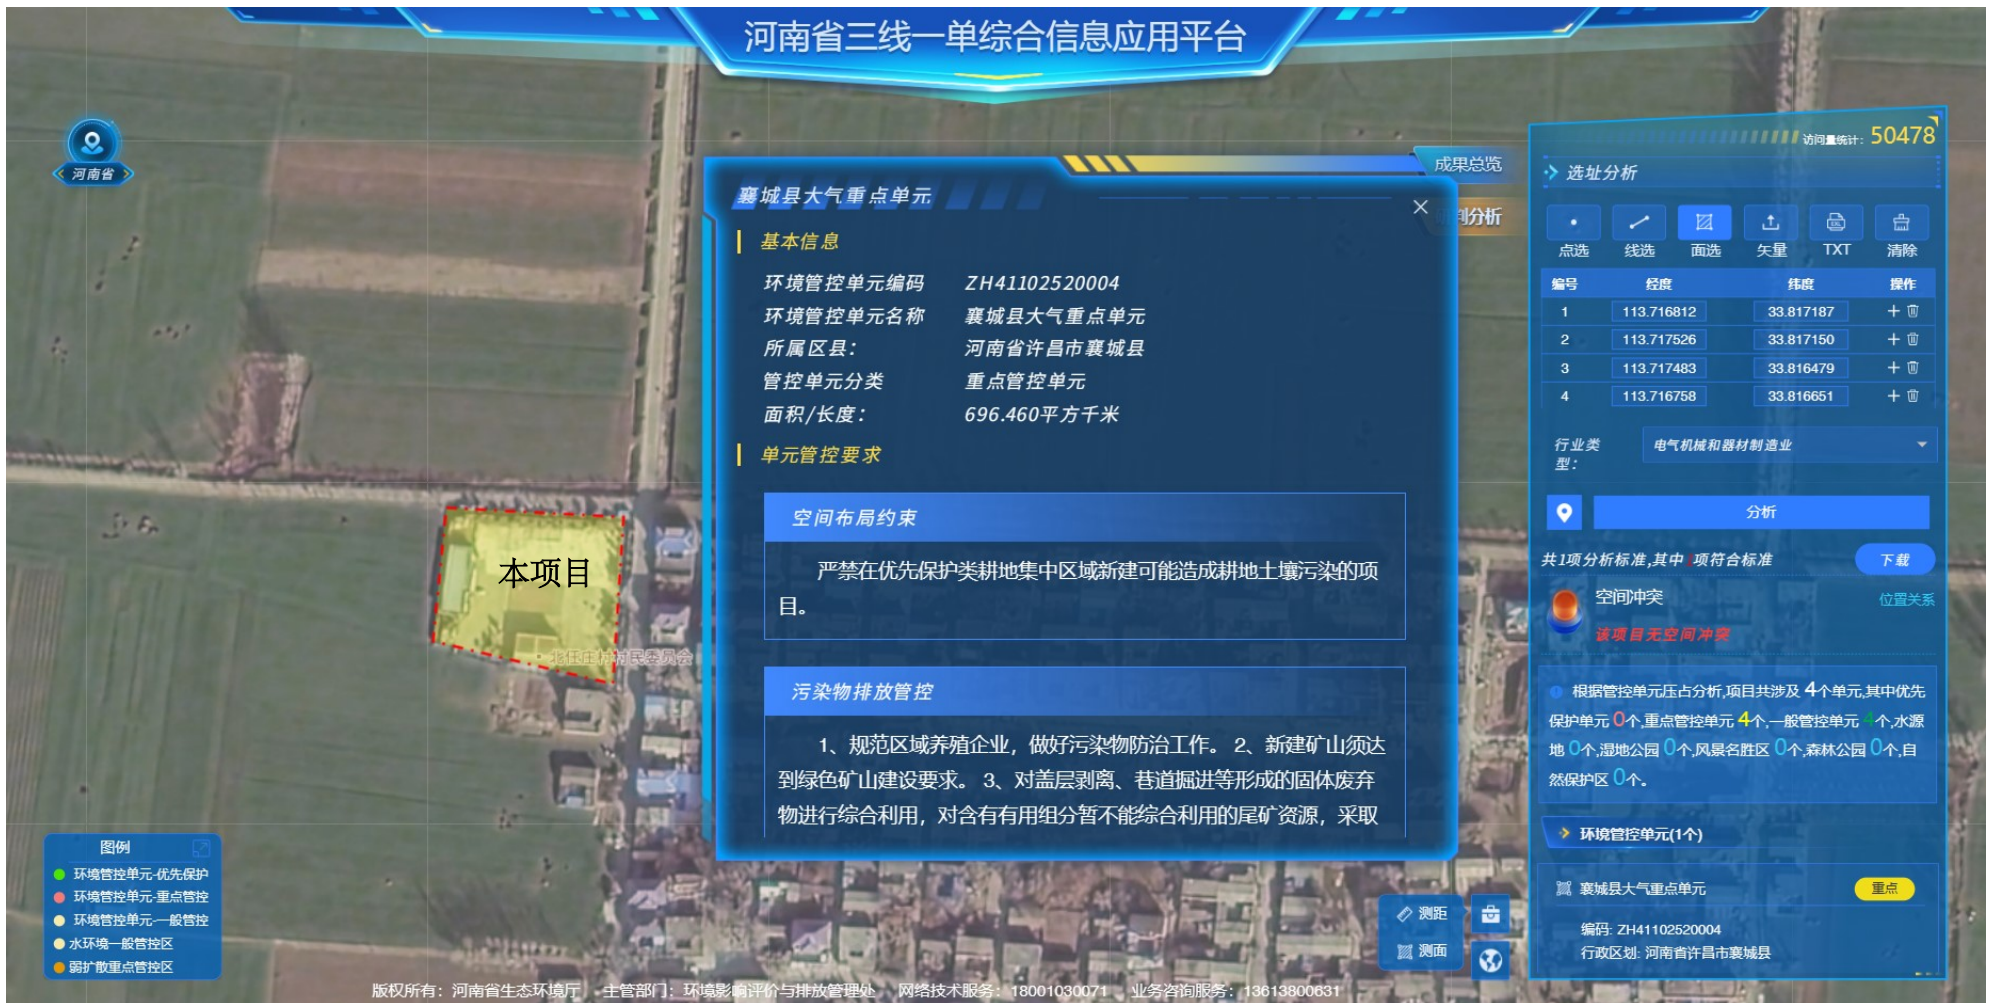 河南省三线一单综合信息应用平台
河南省
访问量统计: 50478
成果总览
判分析
襄城县大气重点单元
基本信息
环境管控单元编码 ZH41102520004
环境管控单元名称 襄城县大气重点单元
所属区县: 河南省许昌市襄城县
管控单元分类 重点管控单元
面积/长度: 696.460平方千米
单元管控要求
空间布局约束
严禁在优先保护类耕地集中区域新建可能造成耕地土壤污染的项
目。
污染物排放管控
1、规范区域养殖企业，做好污染物防治工作。 2、新建矿山须达
到绿色矿山建设要求。 3、对盖层剥离、巷道掘进等形成的固体废弃
物进行综合利用，对含有有用组分暂不能综合利用的尾矿资源，采取
选址分析
点选 线选 面选 矢量 TXT 清除
编号 经度 纬度 操作
1 113.716812 33.817187
2 113.717526 33.817150
3 113.717483 33.816479
4 113.716758 33.816651
行业类
型: 电气机械和器材制造业
分析
共1项分析标准,其中 项符合标准 下载
空间冲突 位置关系
该项目无空间冲突
根据管控单元压占分析,项目共涉及 4个单元,其中优先
保护单元 0个,重点管控单元 4个,一般管控单元 4个,水源
地 0个,湿地公园 0个,风景名胜区 0个,森林公园 0个,自
然保护区 0个。
环境管控单元(1个)
襄城县大气重点单元 重点
编码: ZH41102520004
行政区划: 河南省许昌市襄城县
本项目
北任庄村村民委员会
图例
环境管控单元-优先保护
环境管控单元-重点管控
环境管控单元-一般管控
水环境一般管控区
弱扩散重点管控区
测距
测面
版权所有：河南省生态环境厅 主管部门：环境影响评价与排放管理处 网络技术服务：18001030071 业务咨询服务：13613800631